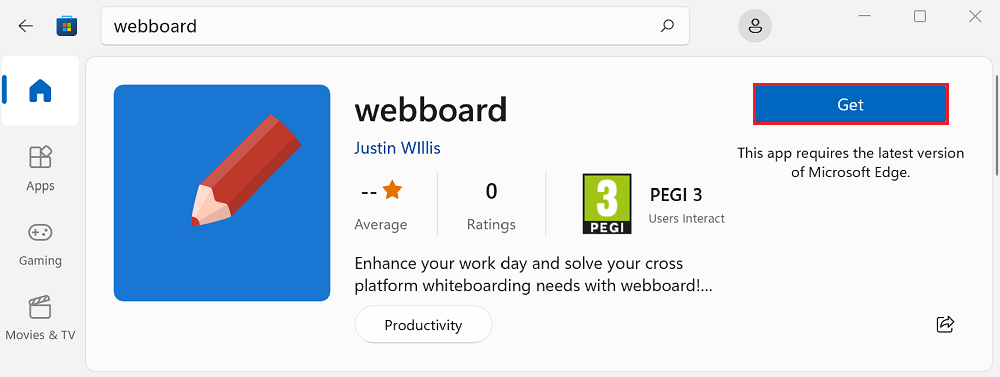 webboard
Apps
Gaming
Movies & TV
webboard
Justin WIllis
--
Average
0
Ratings
3
PEGI
PEGI 3
Users Interact
Enhance your work day and solve your cross
platform whiteboarding needs with webboard!...
Productivity
Get
This app requires the latest version
of Microsoft Edge.